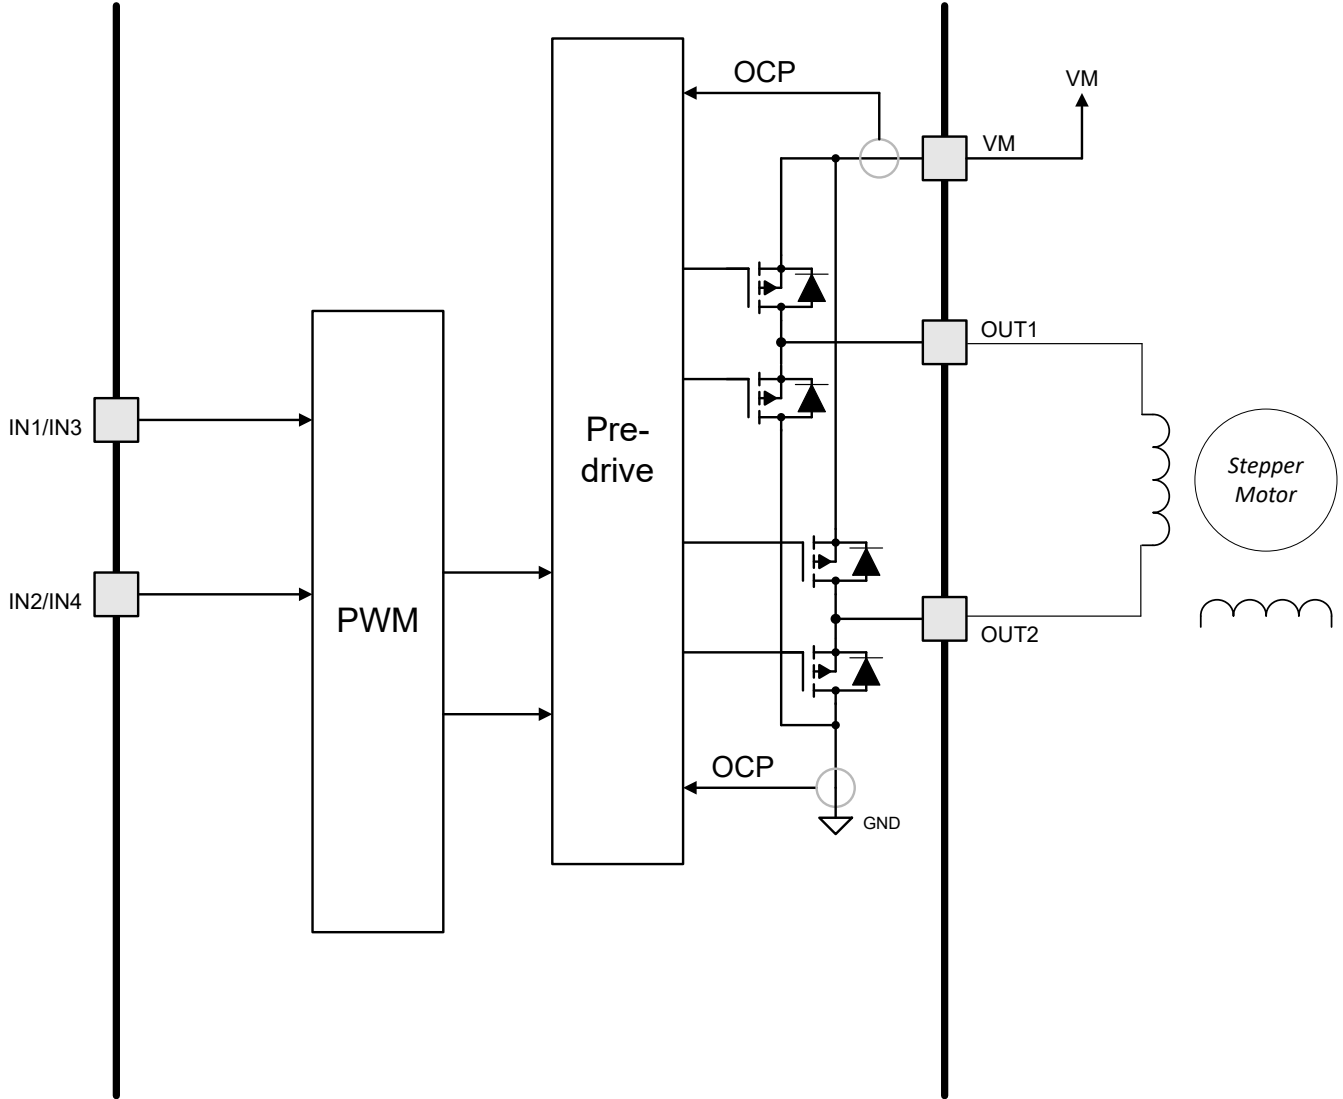 OCP
VM
VM
OUT1
IN1/IN3
Pre-
drive
Stepper
Motor
IN2/IN4
PWM
OUT2
OCP
GND